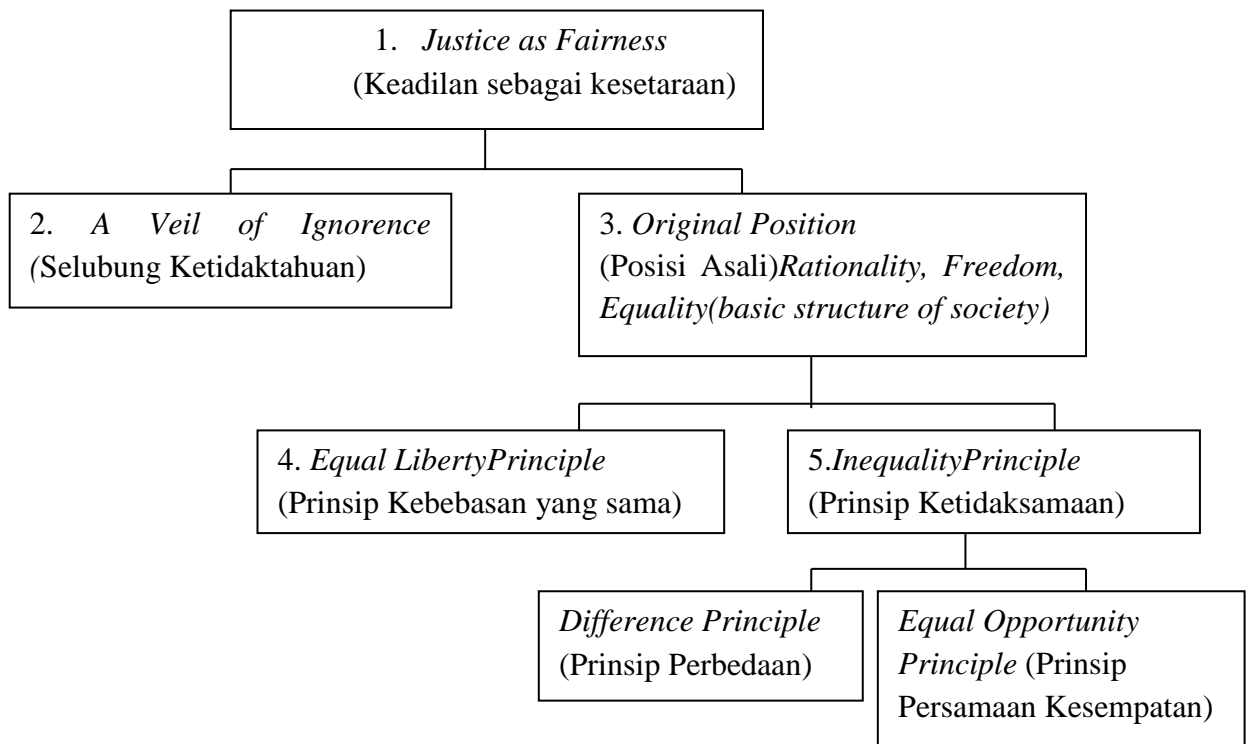 1. Justice as Fairness
(Keadilan sebagai kesetaraan)
2. A Veil of Ignorence
(Selubung Ketidaktahuan)
3. Original Position
(Posisi Asali)Rationality, Freedom,
Equality(basic structure of society)
4. Equal LibertyPrinciple
(Prinsip Kebebasan yang sama)
5.InequalityPrinciple
(Prinsip Ketidaksamaan)
Difference Principle
(Prinsip Perbedaan)
Equal Opportunity
Principle (Prinsip
Persamaan Kesempatan)